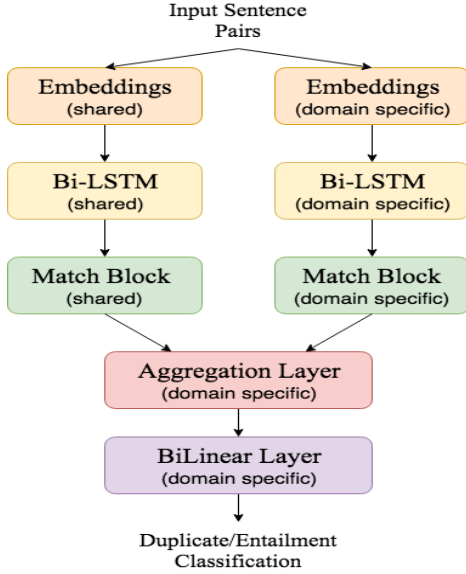 Input Sentence
Pairs
Embeddings
(shared)
Embeddings
(domain specific)
Bi-LSTM
(shared)
Bi-LSTM
(domain specific)
Match Block
(shared)
Match Block
(domain specific)
Aggregation Layer
(domain specific)
BiLinear Layer
(domain specific)
Duplicate/Entailment
Classification